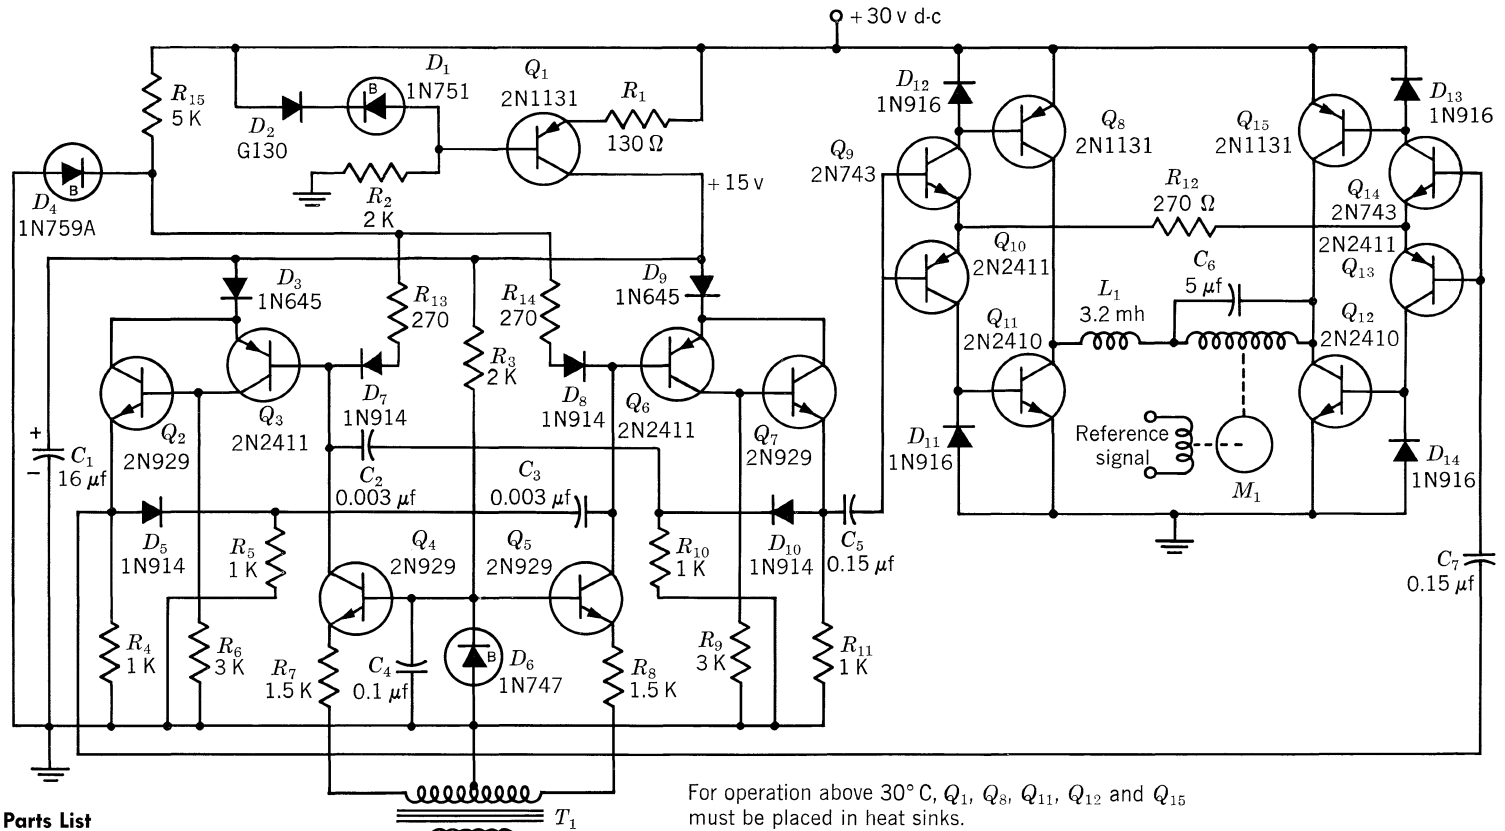 +30 v d-c
R15
5 K
D1
1N751
D2
G130
Q1
2N1131
R1
130 Ω
R2
2 K
+15 v
D4
1N759A
B
B
D12
1N916
Q8
2N1131
Q9
2N743
Q15
2N1131
D13
1N916
R12
270 Ω
Q14
2N743
Q10
2N2411
2N2411
Q13
C6
5 μf
L1
3.2 mh
Q11
2N2410
Q12
2N2410
D3
1N645
R13
270
R14
270
D9
1N645
R3
2 K
D7
1N914
D8
1N914
Q3
2N2411
Q6
2N2411
Q2
2N929
Q7
2N929
+
C1
16 μf
−
C2
0.003 μf
C3
0.003 μf
D11
1N916
Reference
signal
M1
D14
1N916
D5
1N914
R5
1 K
Q4
2N929
Q5
2N929
R10
1 K
D10
1N914
C5
0.15 μf
C7
0.15 μf
R4
1 K
R6
3 K
R7
1.5 K
C4
0.1 μf
B
D6
1N747
R8
1.5 K
R9
3 K
R11
1 K
T1
For operation above 30° C, Q1, Q8, Q11, Q12 and Q15
must be placed in heat sinks.
Parts List